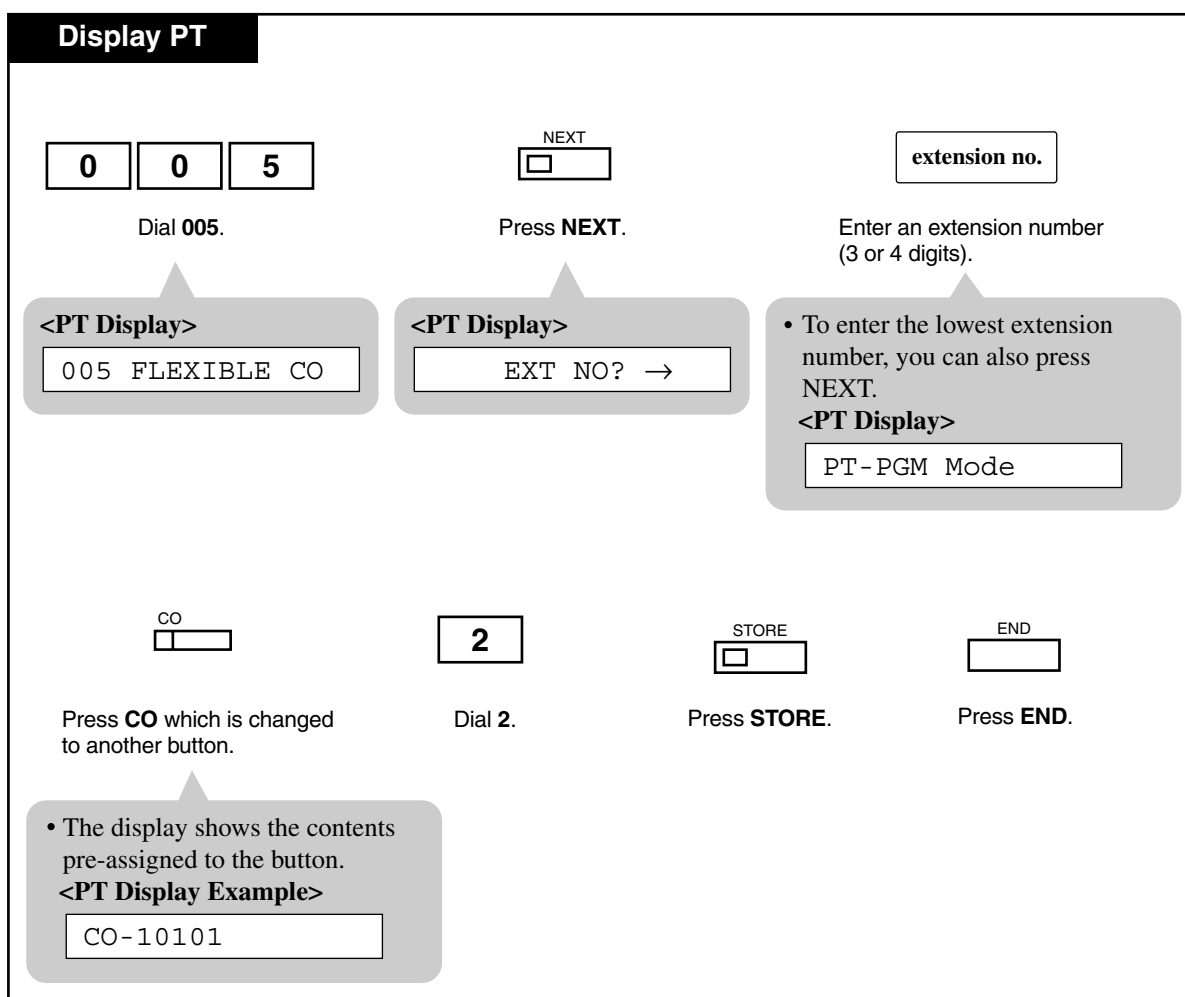 Display PT
0 0 5
NEXT
extension no.
Dial 005.
Press NEXT.
Enter an extension number
(3 or 4 digits).
<PT Display>
005 FLEXIBLE CO
<PT Display>
EXT NO? →
• To enter the lowest extension
number, you can also press
NEXT.
<PT Display>
PT-PGM Mode
CO
2
STORE
END
Press CO which is changed
to another button.
Dial 2.
Press STORE.
Press END.
• The display shows the contents
pre-assigned to the button.
<PT Display Example>
CO-10101